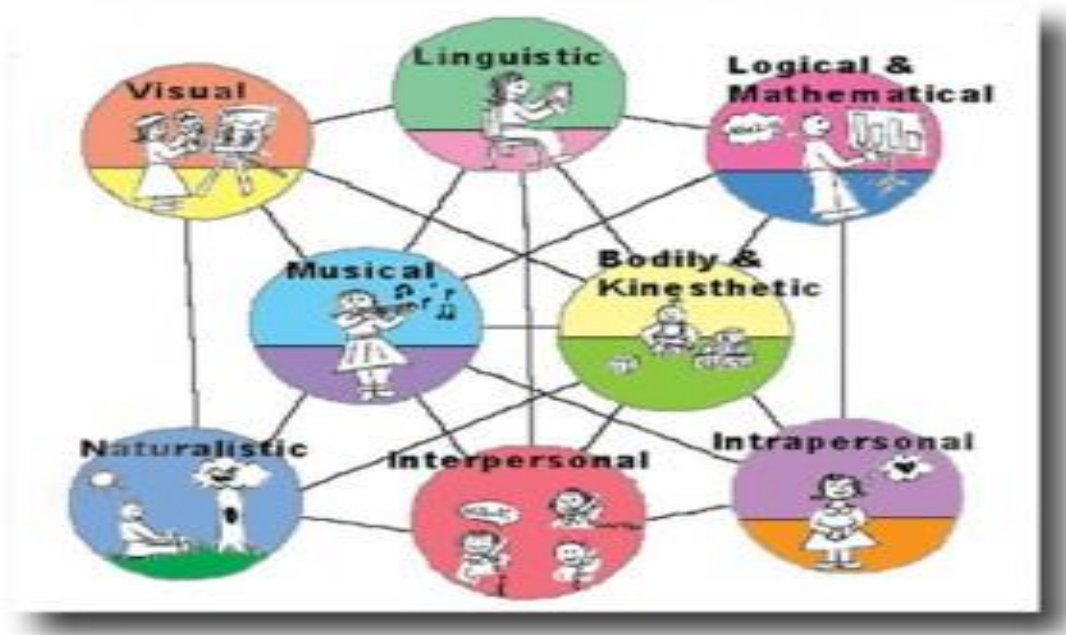 Linguistic
Visual
Logical &
Mathematical
Musical
Bodily &
Kinesthetic
Naturalistic
Interpersonal
Intrapersonal